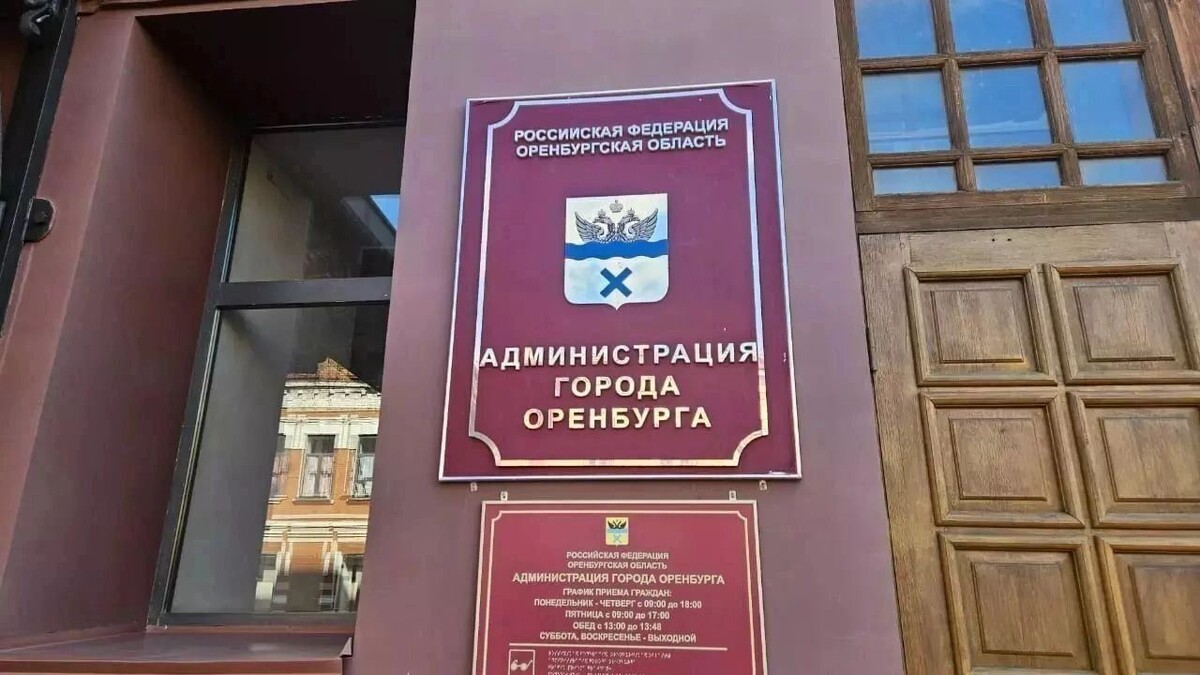 РОССИЙСКАЯ ФЕДЕРАЦИЯ
ОРЕНБУРГСКАЯ ОБЛАСТЬ
АДМИНИСТРАЦИЯ
ГОРОДА
ОРЕНБУРГА
РОССИЙСКАЯ ФЕДЕРАЦИЯ
ОРЕНБУРГСКАЯ ОБЛАСТЬ
АДМИНИСТРАЦИЯ ГОРОДА ОРЕНБУРГА
ГРАФИК ПРИЕМА ГРАЖДАН:
ПОНЕДЕЛЬНИК - ЧЕТВЕРГ с 09:00 до 18:00
ПЯТНИЦА с 09:00 до 17:00
ОБЕД с 13:00 до 13:48
СУББОТА, ВОСКРЕСЕНЬЕ - ВЫХОДНОЙ